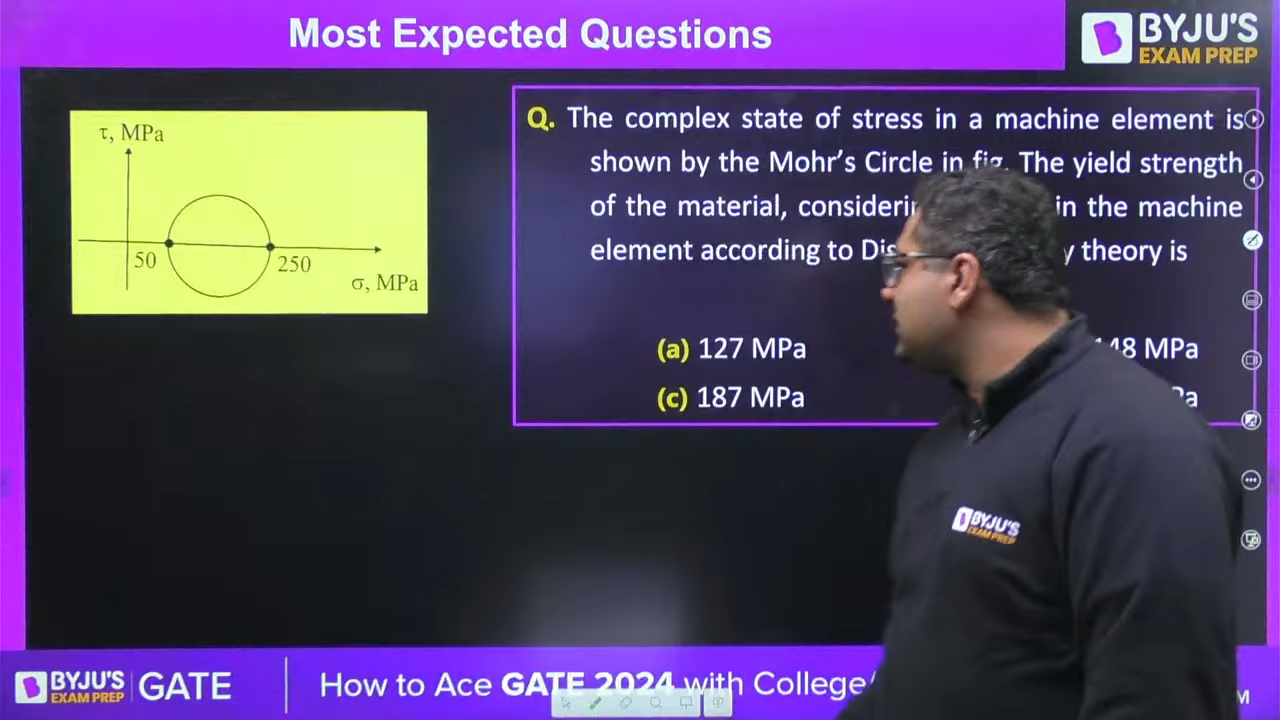 Most Expected Questions
BYJU'S
EXAM PREP
τ, MPa
50
250
σ, MPa
Q. The complex state of stress in a machine element is
shown by the Mohr's Circle in fig. The yield strength
of the material, in the machine
element according to theory is
(a) 127 MPa
148 MPa
(c) 187 MPa
BYJU'S
EXAM PREP
BYJU'S
EXAM PREP
GATE
How to Ace GATE 2024 with College/